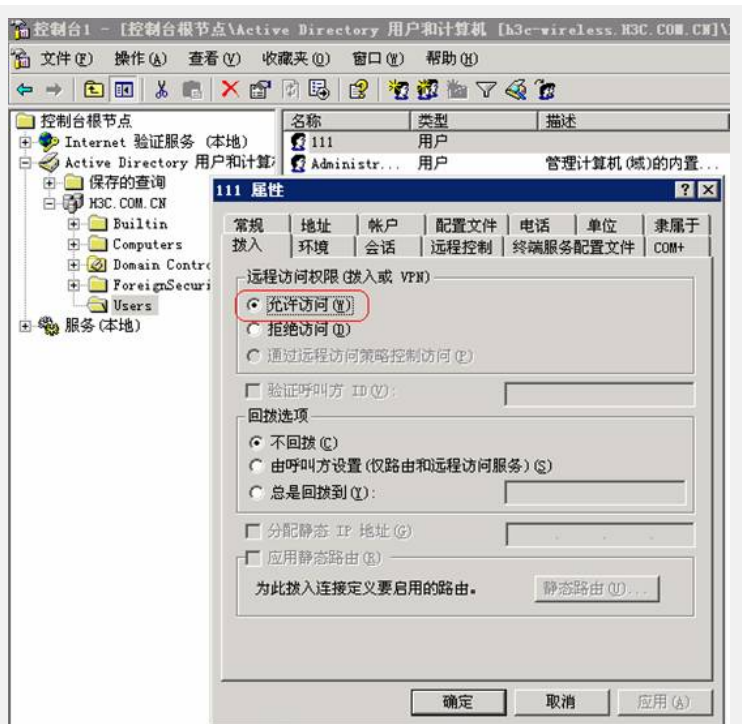 控制台1 - [控制台根节点\Active Directory 用户和计算机 [h3c-wireless.H3C.COM.CN]\
文件(F) 操作(A) 查看(V) 收藏夹(O) 窗口(W) 帮助(H)
控制台根节点
Internet 验证服务 (本地)
Active Directory 用户和计算
保存的查询
H3C.COM.CN
Builtin
Computers
Domain Contro
ForeignSecuri
Users
服务(本地)
名称 类型 描述
111 用户
Administr... 用户 管理计算机(域)的内置...
111 属性
常规 地址 帐户 配置文件 电话 单位 隶属于
拨入 环境 会话 远程控制 终端服务配置文件 COM+
远程访问权限(拨入或 VPN)
允许访问(W)
拒绝访问(D)
通过远程访问策略控制访问(P)
验证呼叫方 ID(V):
回拨选项
不回拨(C)
由呼叫方设置(仅路由和远程访问服务)(S)
总是回拨到(Y):
分配静态 IP 地址(G)
应用静态路由(R)
为此拨入连接定义要启用的路由。
静态路由(U)...
确定 取消 应用(A)